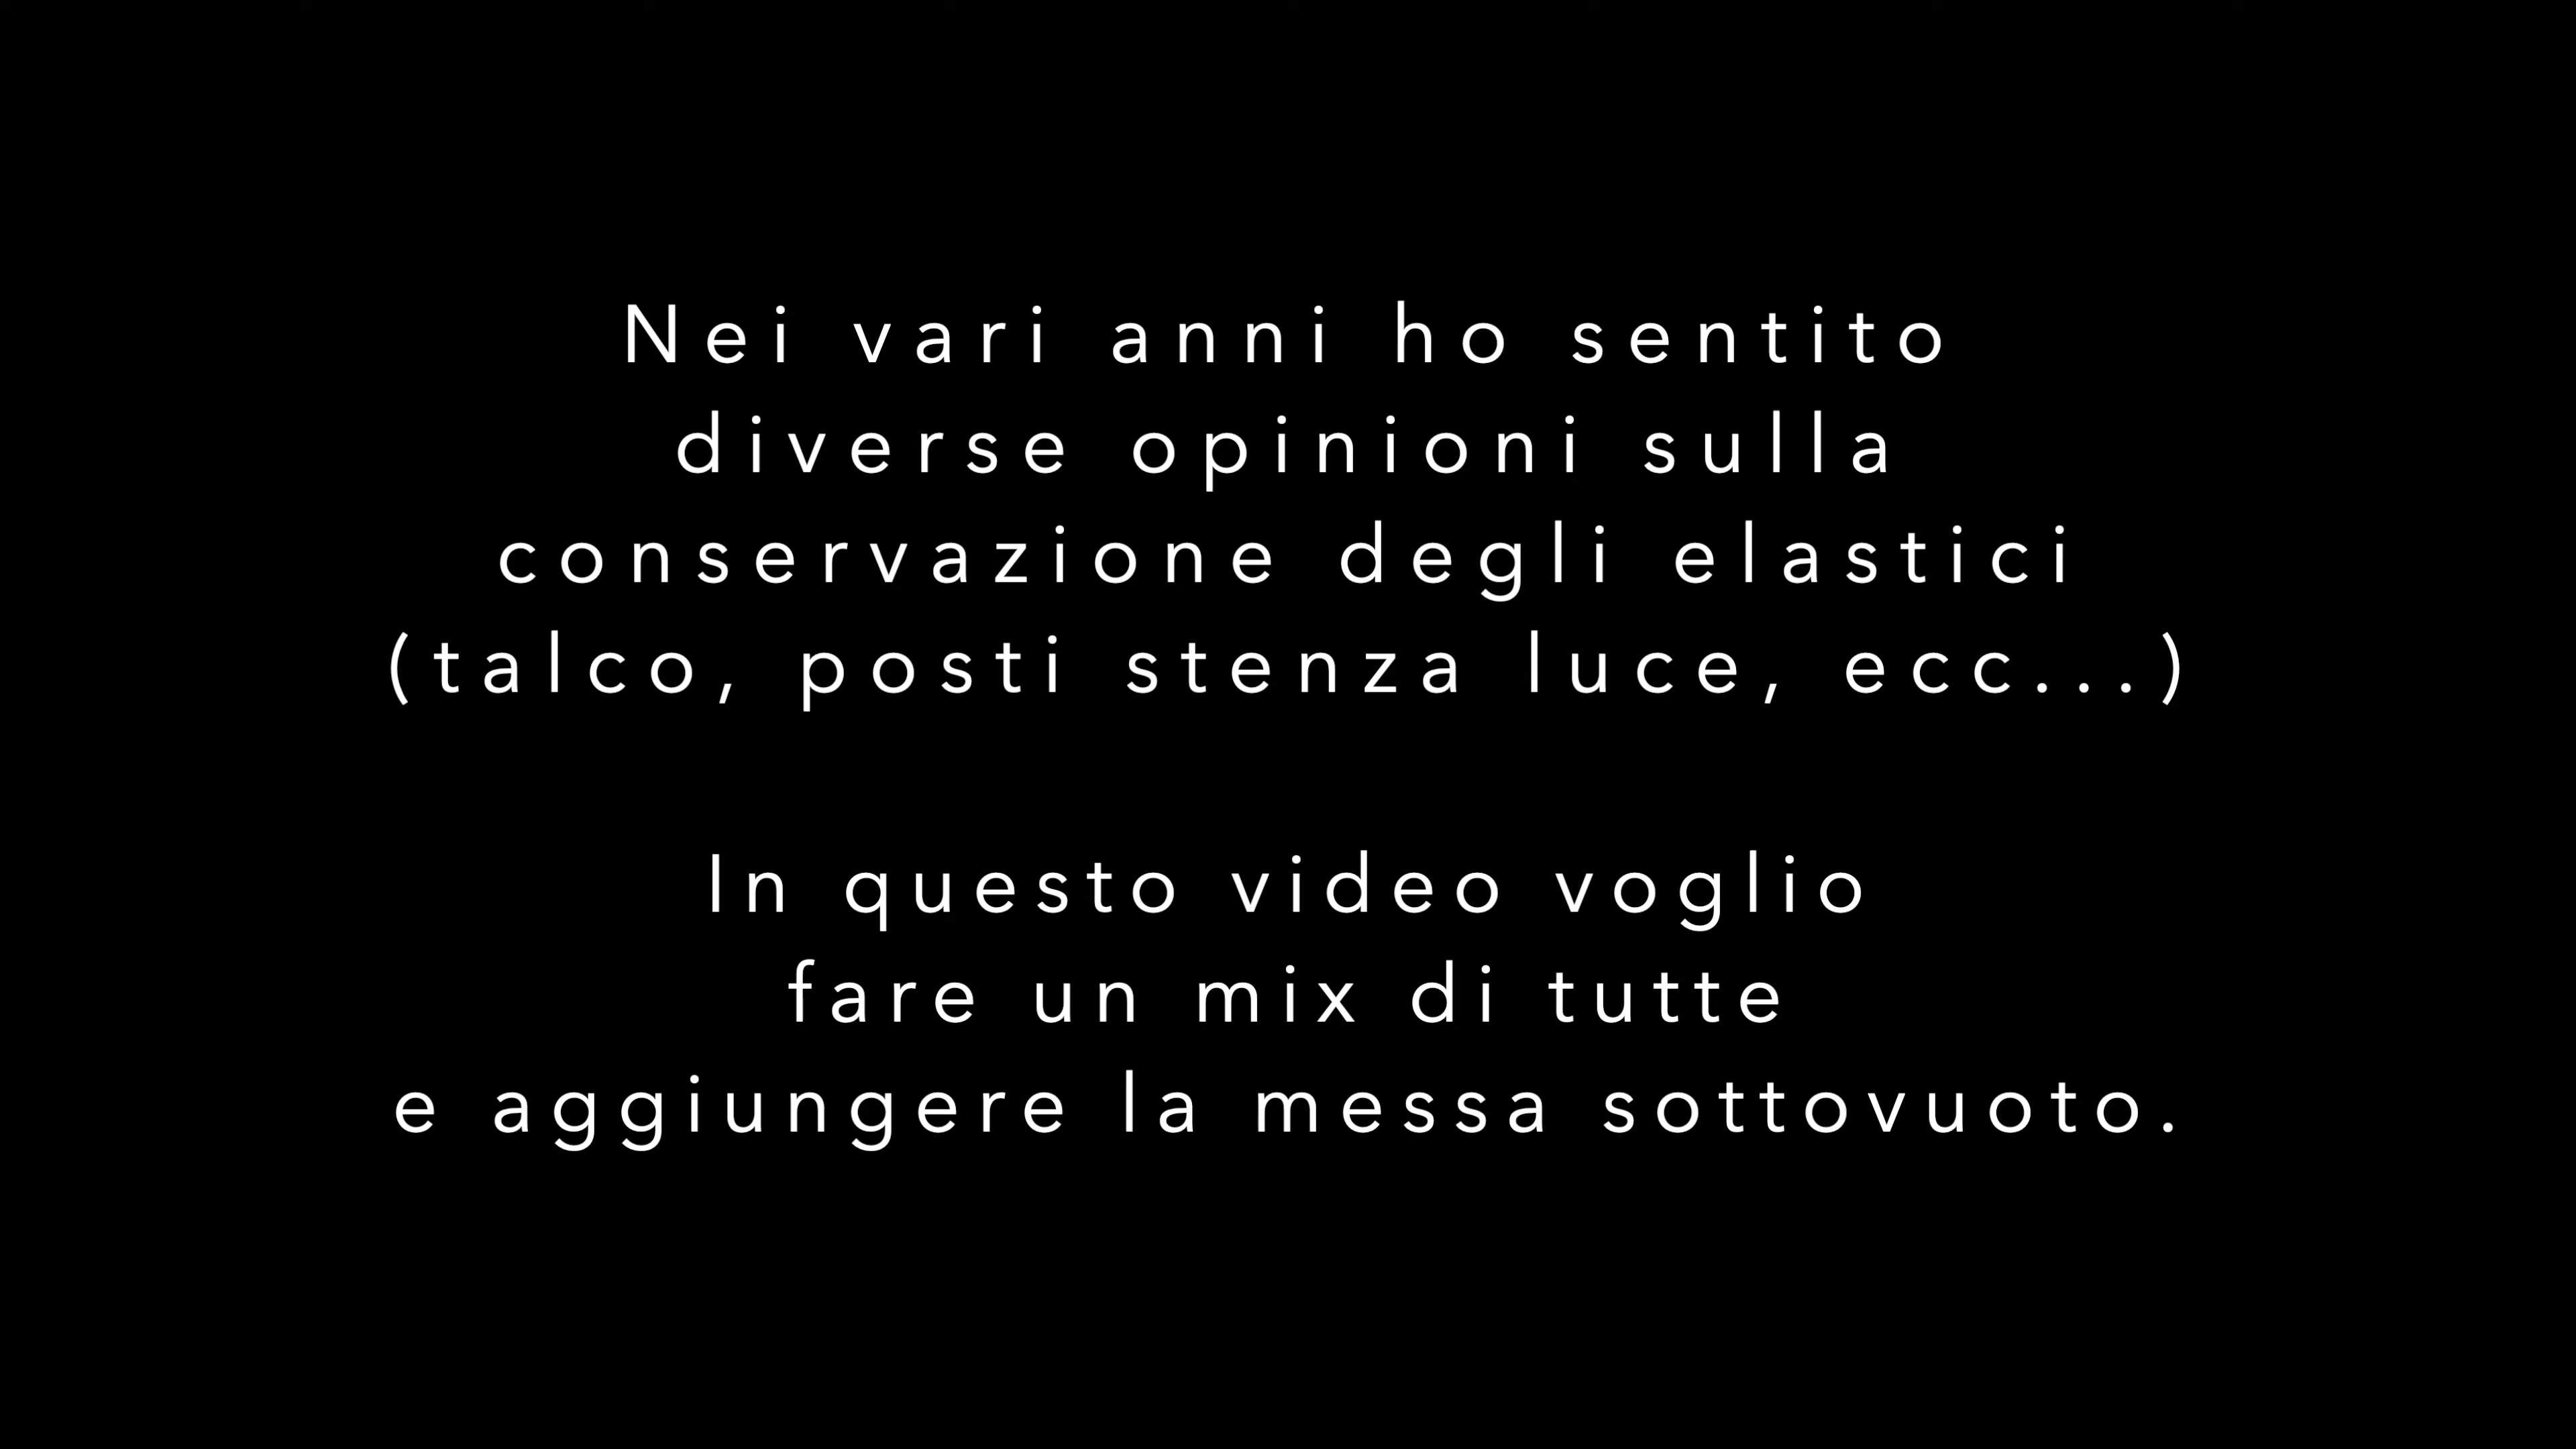 Nei vari anni ho sentito
diverse opinioni sulla
conservazione degli elastici
(talco, posti stenza luce, ecc...)
In questo video voglio
fare un mix di tutte
e aggiungere la messa sottovuoto.